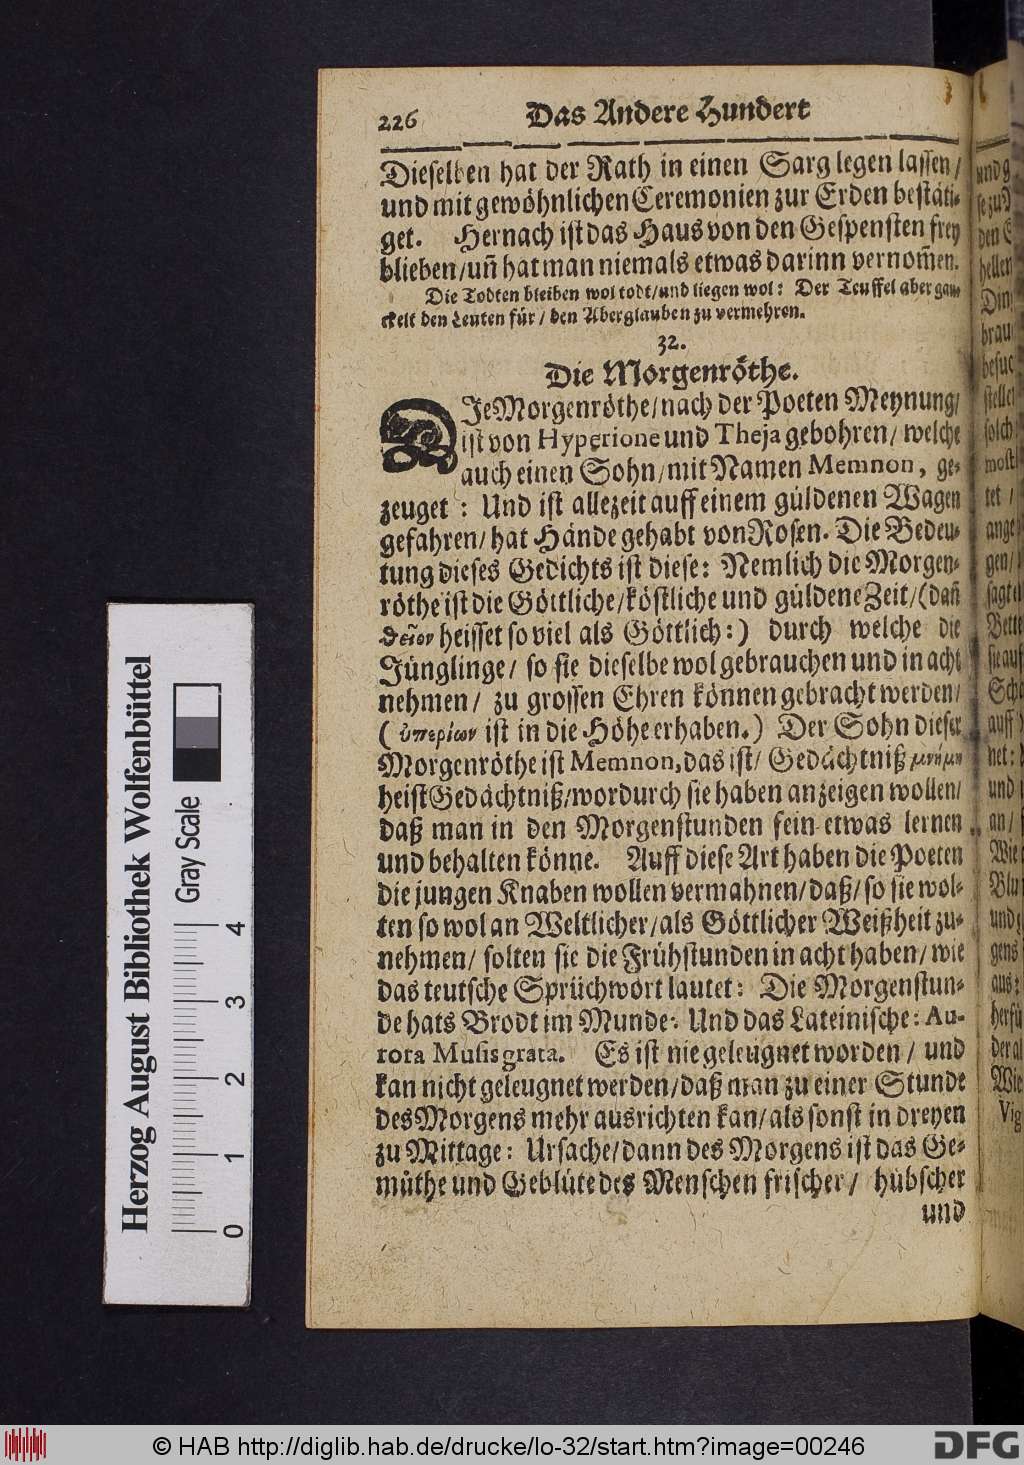 226 Das Andere Hundert
Dieselben hat der Rath in einen Sarg legen lassen/
und mit gewöhnlichen Ceremonien zur Erden bestäti-
get. Hernach ist das Haus von den Gespensten frey
blieben/ uñ hat man niemals etwas darinn vernom̃en.
Die Todten bleiben wol todt/ und liegen wol: Der Teuffel aber gau-
ckelt den Leuten für/ den Aberglauben zu vermehren.
32.
Die Morgenröthe.
DIe Morgenröthe/ nach der Poeten Meynung/
ist von Hyperione und Theja gebohren/ welche
auch einen Sohn/ mit Namen Memnon, ge-
zeuget: Und ist allezeit auff einem güldenen Wagen
gefahren/ hat Hände gehabt von Rosen. Die Bedeu-
tung dieses Gedichts ist diese: Nemlich die Morgen-
röthe ist die Göttliche/ köstliche und güldene Zeit/ (dañ
θεῖον heisset so viel als Göttlich:) durch welche die
Jünglinge/ so sie dieselbe wol gebrauchen und in acht
nehmen/ zu grossen Ehren können gebracht werden/
(ὑπερίων ist in die Höhe erhaben.) Der Sohn dieser
Morgenröthe ist Memnon, das ist/ Gedächtniß μνήμη
heist Gedächtniß/ wordurch sie haben anzeigen wollen/
daß man in den Morgenstunden fein etwas lernen
und behalten könne. Auff diese Art haben die Poeten
die jungen Knaben wollen vermahnen/ daß/ so sie wol-
ten so wol an Weltlicher/ als Göttlicher Weißheit zu-
nehmen/ solten sie die Frühstunden in acht haben/ wie
das teutsche Sprüchwort lautet: Die Morgenstun-
de hats Brodt im Munde: Und das Lateinische: Au-
rora Musis grata. Es ist nie geleugnet worden/ und
kan nicht geleugnet werden/ daß man zu einer Stunde
des Morgens mehr ausrichten kan/ als sonst in dreyen
zu Mittage: Ursache/ dann des Morgens ist das Ge-
müthe und Geblüte des Menschen frischer/ hübscher
und
Herzog August Bibliothek Wolfenbüttel
Gray Scale
0 1 2 3 4
© HAB http://diglib.hab.de/drucke/lo-32/start.htm?image=00246
DFG